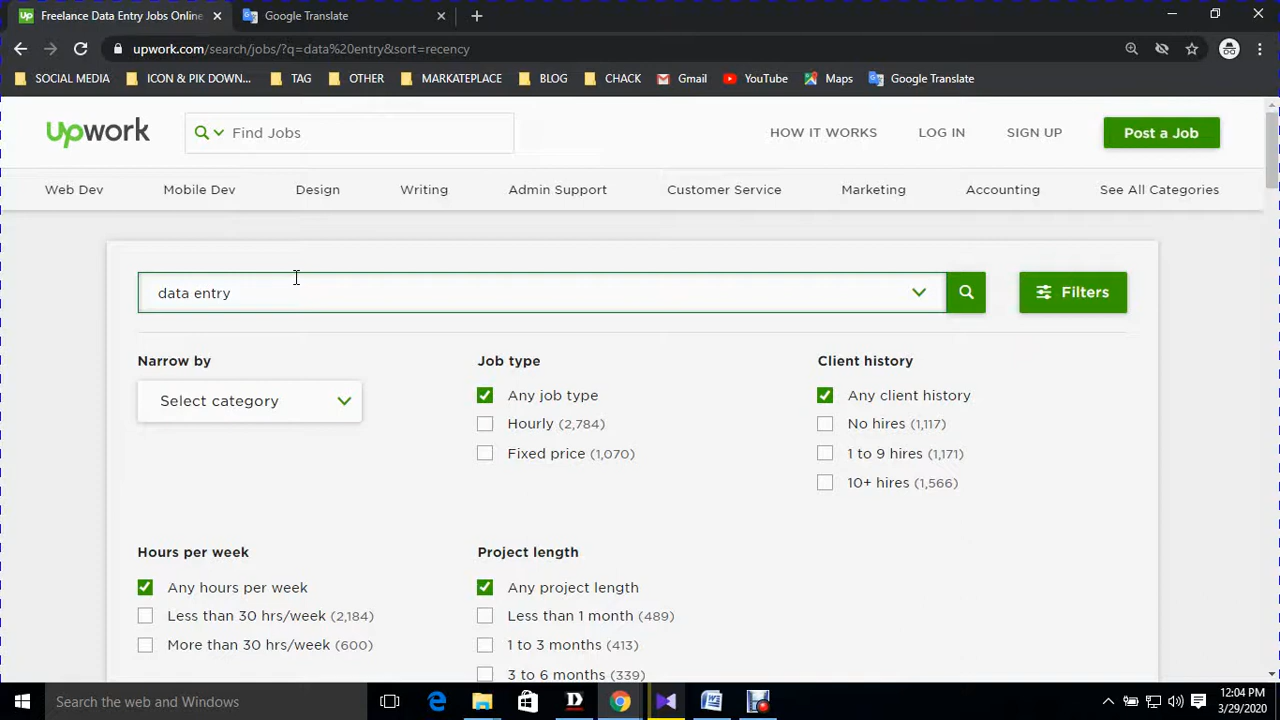 Freelance Data Entry Jobs Online
Google Translate
upwork.com/search/jobs/?q=data%20entry&sort=recency
SOCIAL MEDIA
ICON & PIK DOWN...
TAG
OTHER
MARKATEPLACE
BLOG
CHACK
Gmail
YouTube
Maps
Google Translate
upwork
Find Jobs
HOW IT WORKS
LOG IN
SIGN UP
Post a Job
Web Dev
Mobile Dev
Design
Writing
Admin Support
Customer Service
Marketing
Accounting
See All Categories
data entry
Filters
Narrow by
Job type
Client history
Select category
Any job type
Any client history
Hourly (2,784)
No hires (1,117)
Fixed price (1,070)
1 to 9 hires (1,171)
10+ hires (1,566)
Hours per week
Project length
Any hours per week
Any project length
Less than 30 hrs/week (2,184)
Less than 1 month (489)
More than 30 hrs/week (600)
1 to 3 months (413)
3 to 6 months (339)
Search the web and Windows
12:04 PM
3/29/2020